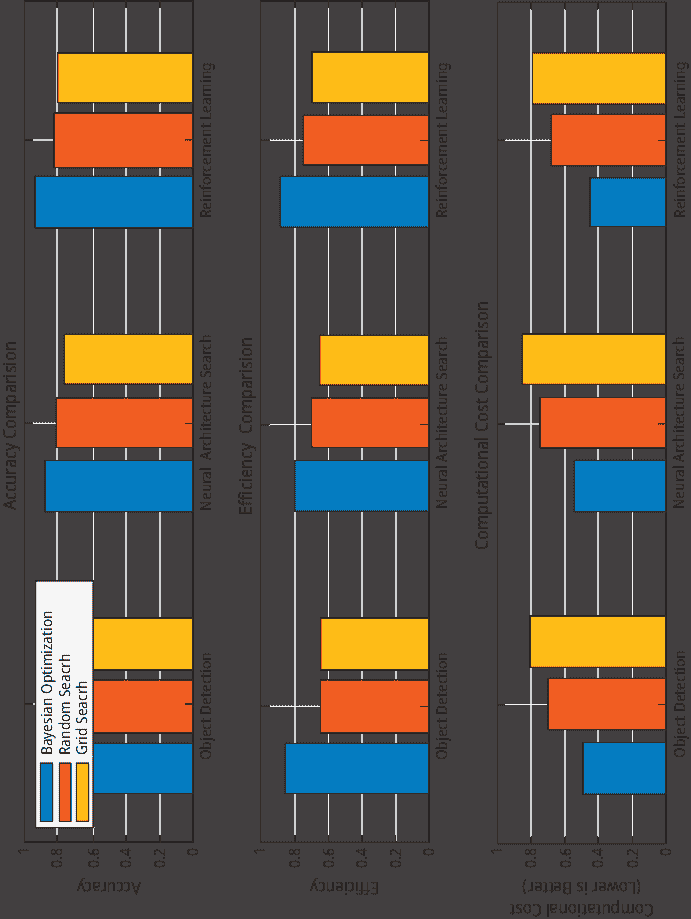 Accuracy Comparision
Accuracy
1
0.8
0.6
0.4
0.2
0
Bayesian Optimization
Random Seacrh
Grid Seacrh
Object Detection
Neural Architecture Search
Reinforcement Learning
Efficiency Comparision
Efficiency
1
0.8
0.6
0.4
0.2
0
Object Detection
Neural Architecture Search
Reinforcement Learning
Computational Cost Comparison
Computational Cost
(Lower is Better)
1
0.8
0.6
0.4
0.2
0
Object Detection
Neural Architecture Search
Reinforcement Learning